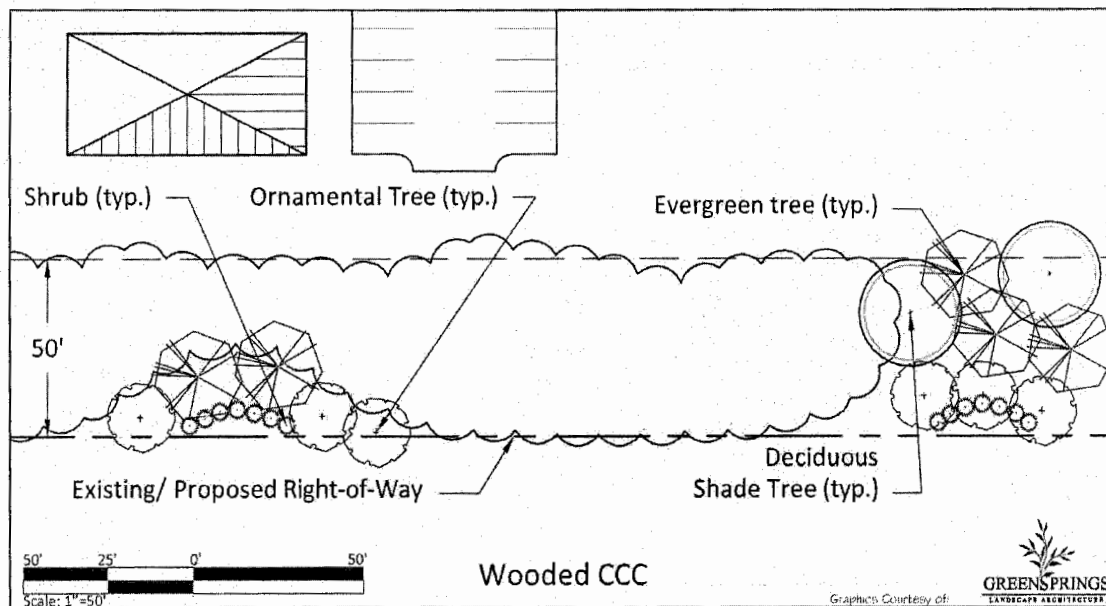 Shrub (typ.)
Ornamental Tree (typ.)
Evergreen tree (typ.)
50'
Existing/ Proposed Right-of-Way
Deciduous
Shade Tree (typ.)
50' 25' 0' 50'
Scale: 1"=50'
Wooded CCC
Graphics Courtesy of:
GREENSPRINGS
LANDSCAPE ARCHITECTURE